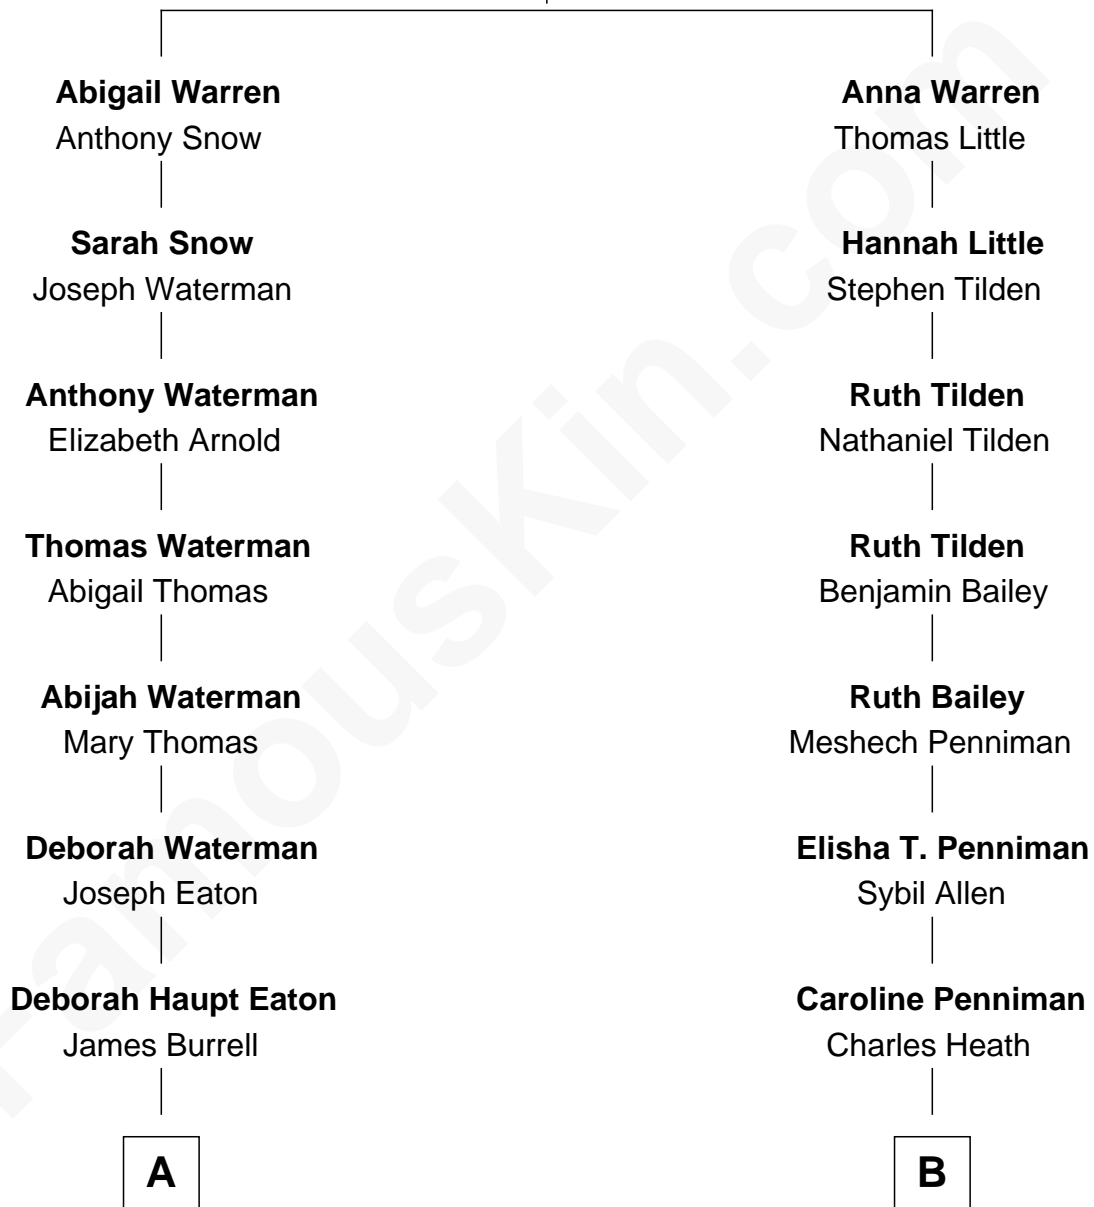 Abigail Warren
Anthony Snow
Anna Warren
Thomas Little
Sarah Snow
Joseph Waterman
Hannah Little
Stephen Tilden
Anthony Waterman
Elizabeth Arnold
Ruth Tilden
Nathaniel Tilden
Thomas Waterman
Abigail Thomas
Ruth Tilden
Benjamin Bailey
Abijah Waterman
Mary Thomas
Ruth Bailey
Meshech Penniman
Deborah Waterman
Joseph Eaton
Elisha T. Penniman
Sybil Allen
Deborah Haupt Eaton
James Burrell
Caroline Penniman
Charles Heath
A
B
FamousKin.com